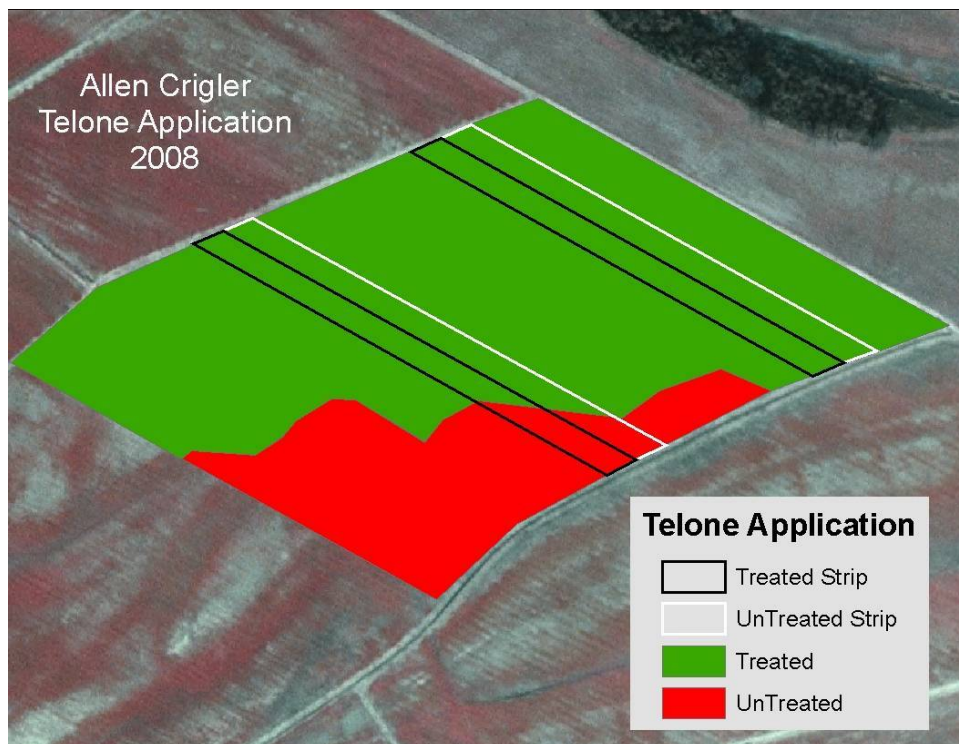 Allen Crigler
Telone Application
2008
Telone Application
Treated Strip
UnTreated Strip
Treated
UnTreated